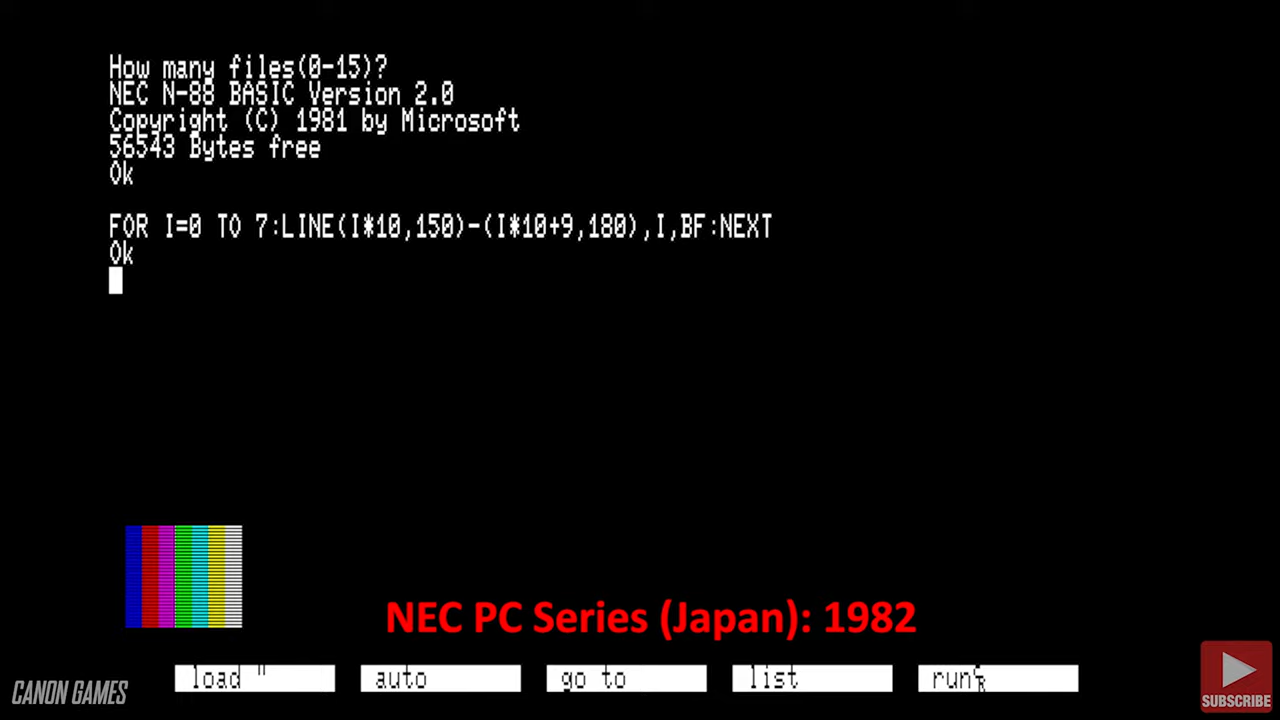 How many files(0-15)?
NEC N-88 BASIC Version 2.0
Copyright (C) 1981 by Microsoft
56543 Bytes free
Ok
FOR I=0 TO 7:LINE(I*10,150)-(I*10+9,180),I,BF:NEXT
Ok
NEC PC Series (Japan): 1982
load " auto go to list run
CANON GAMES
SUBSCRIBE